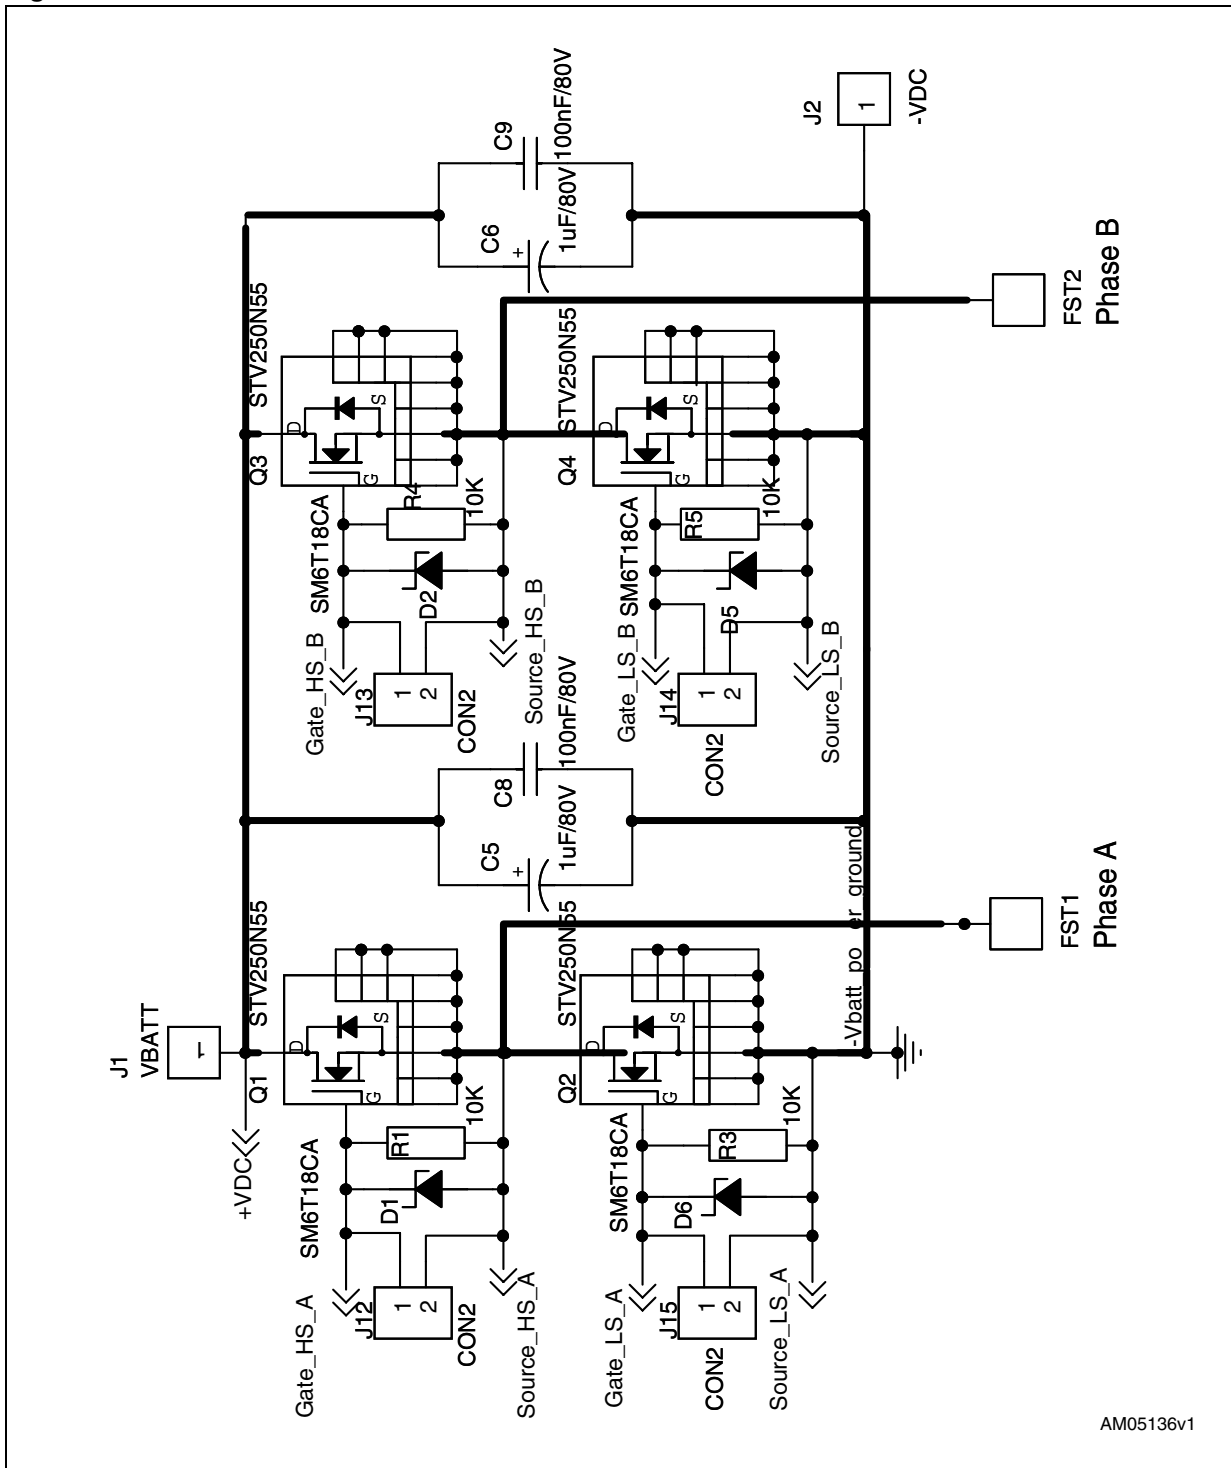 J1
VBATT
1
+VDC
Q1
STV250N55
D
S
G
SM6T18CA
R1
10K
D1
Gate_HS_A
J12
1
2
CON2
Source_HS_A
Q2
STV250N55
D
S
G
SM6T18CA
R3
10K
D6
Gate_LS_A
J15
1
2
CON2
Source_LS_A
-Vbatt po er ground
FST1
Phase A
C5
+
1uF/80V
C8
100nF/80V
Q3
STV250N55
D
S
G
SM6T18CA
R4
10K
D2
Gate_HS_B
J13
1
2
CON2
Source_HS_B
Q4
STV250N55
D
S
G
SM6T18CA
R5
10K
D5
Gate_LS_B
J14
1
2
CON2
Source_LS_B
C6
+
1uF/80V
C9
100nF/80V
J2
1
-VDC
FST2
Phase B
AM05136v1